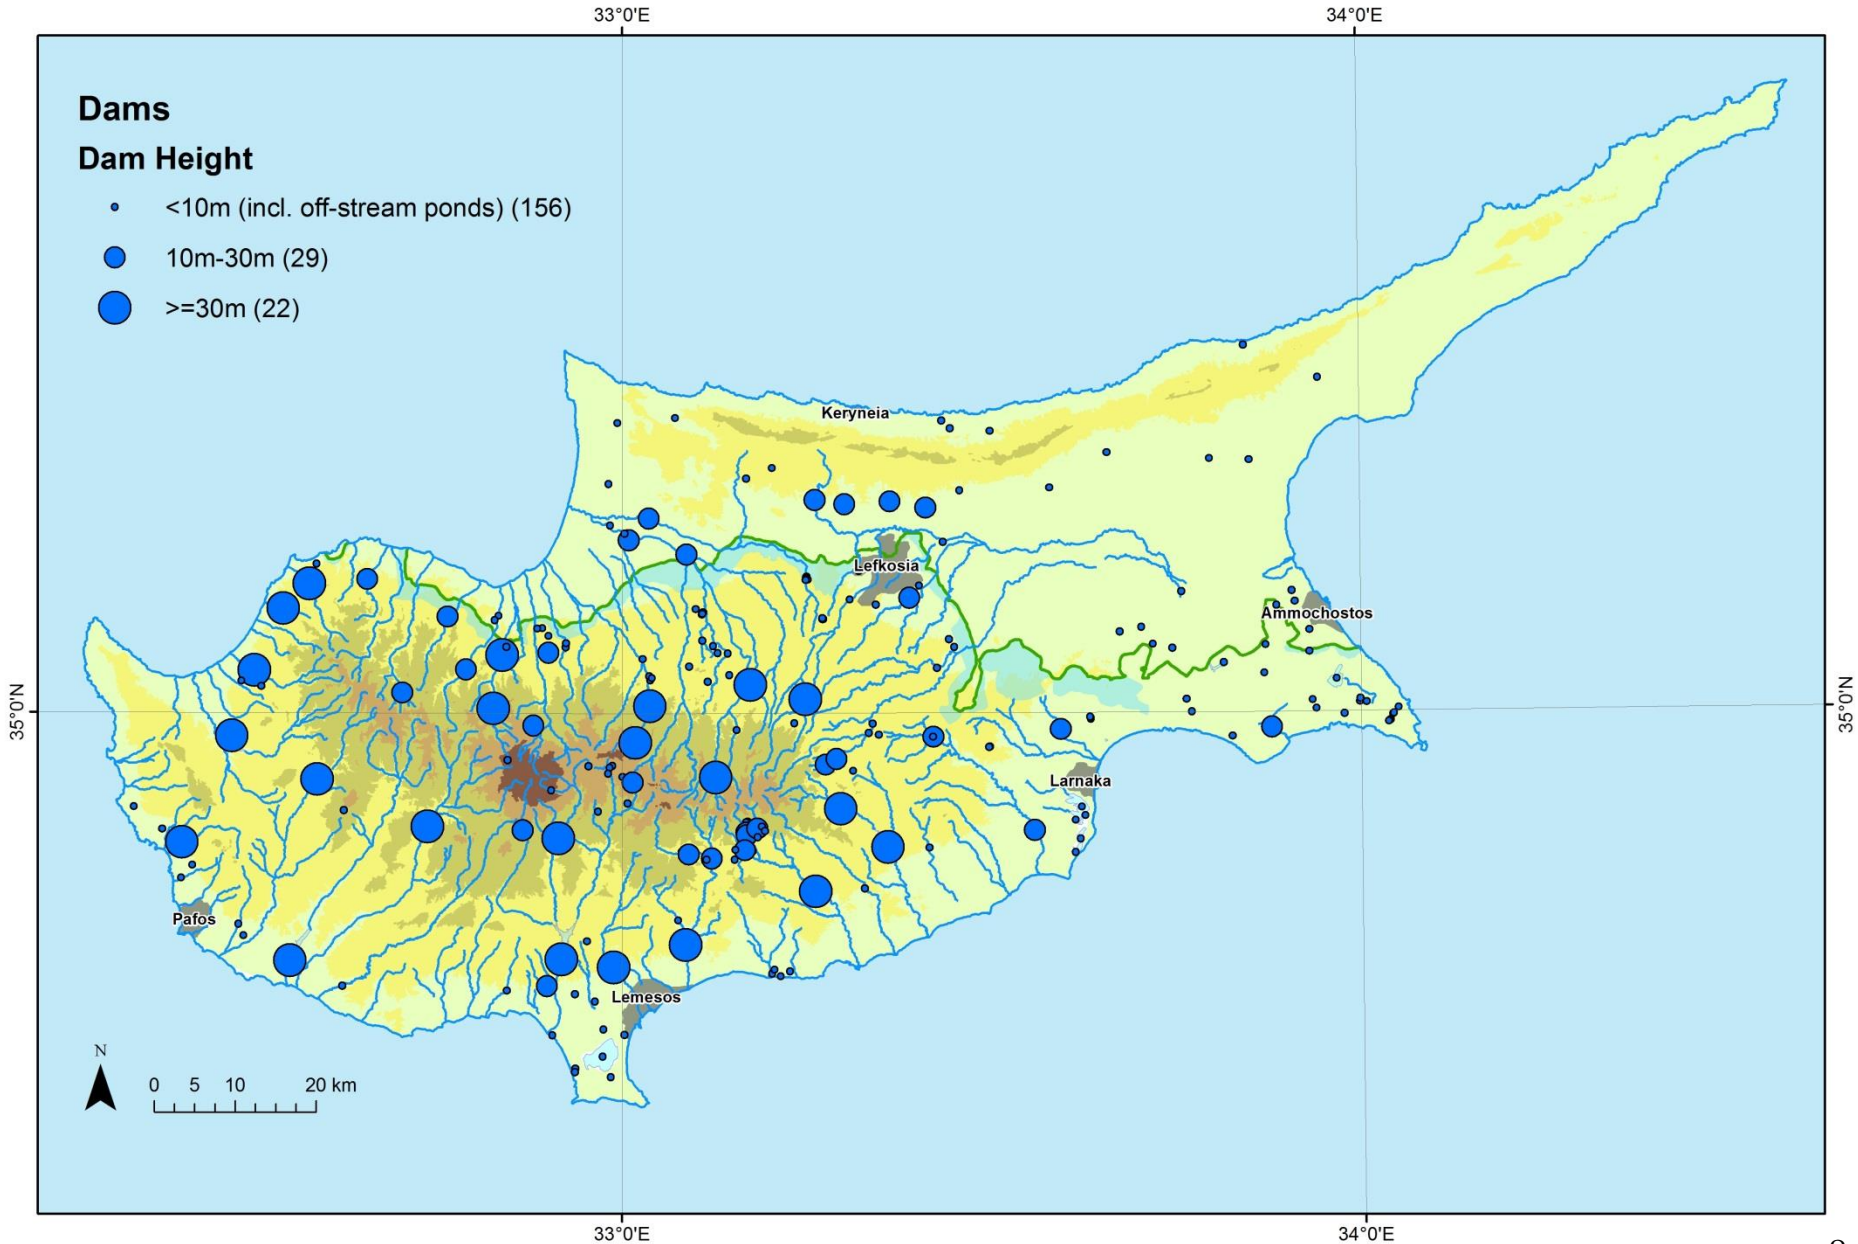 33°0'E
34°0'E
Dams
Dam Height
<10m (incl. off-stream ponds) (156)
10m-30m (29)
>=30m (22)
Keryneia
Lefkosia
Ammochostos
35°0'N
35°0'N
Larnaka
Pafos
Lemesos
N
0 5 10 20 km
33°0'E
34°0'E